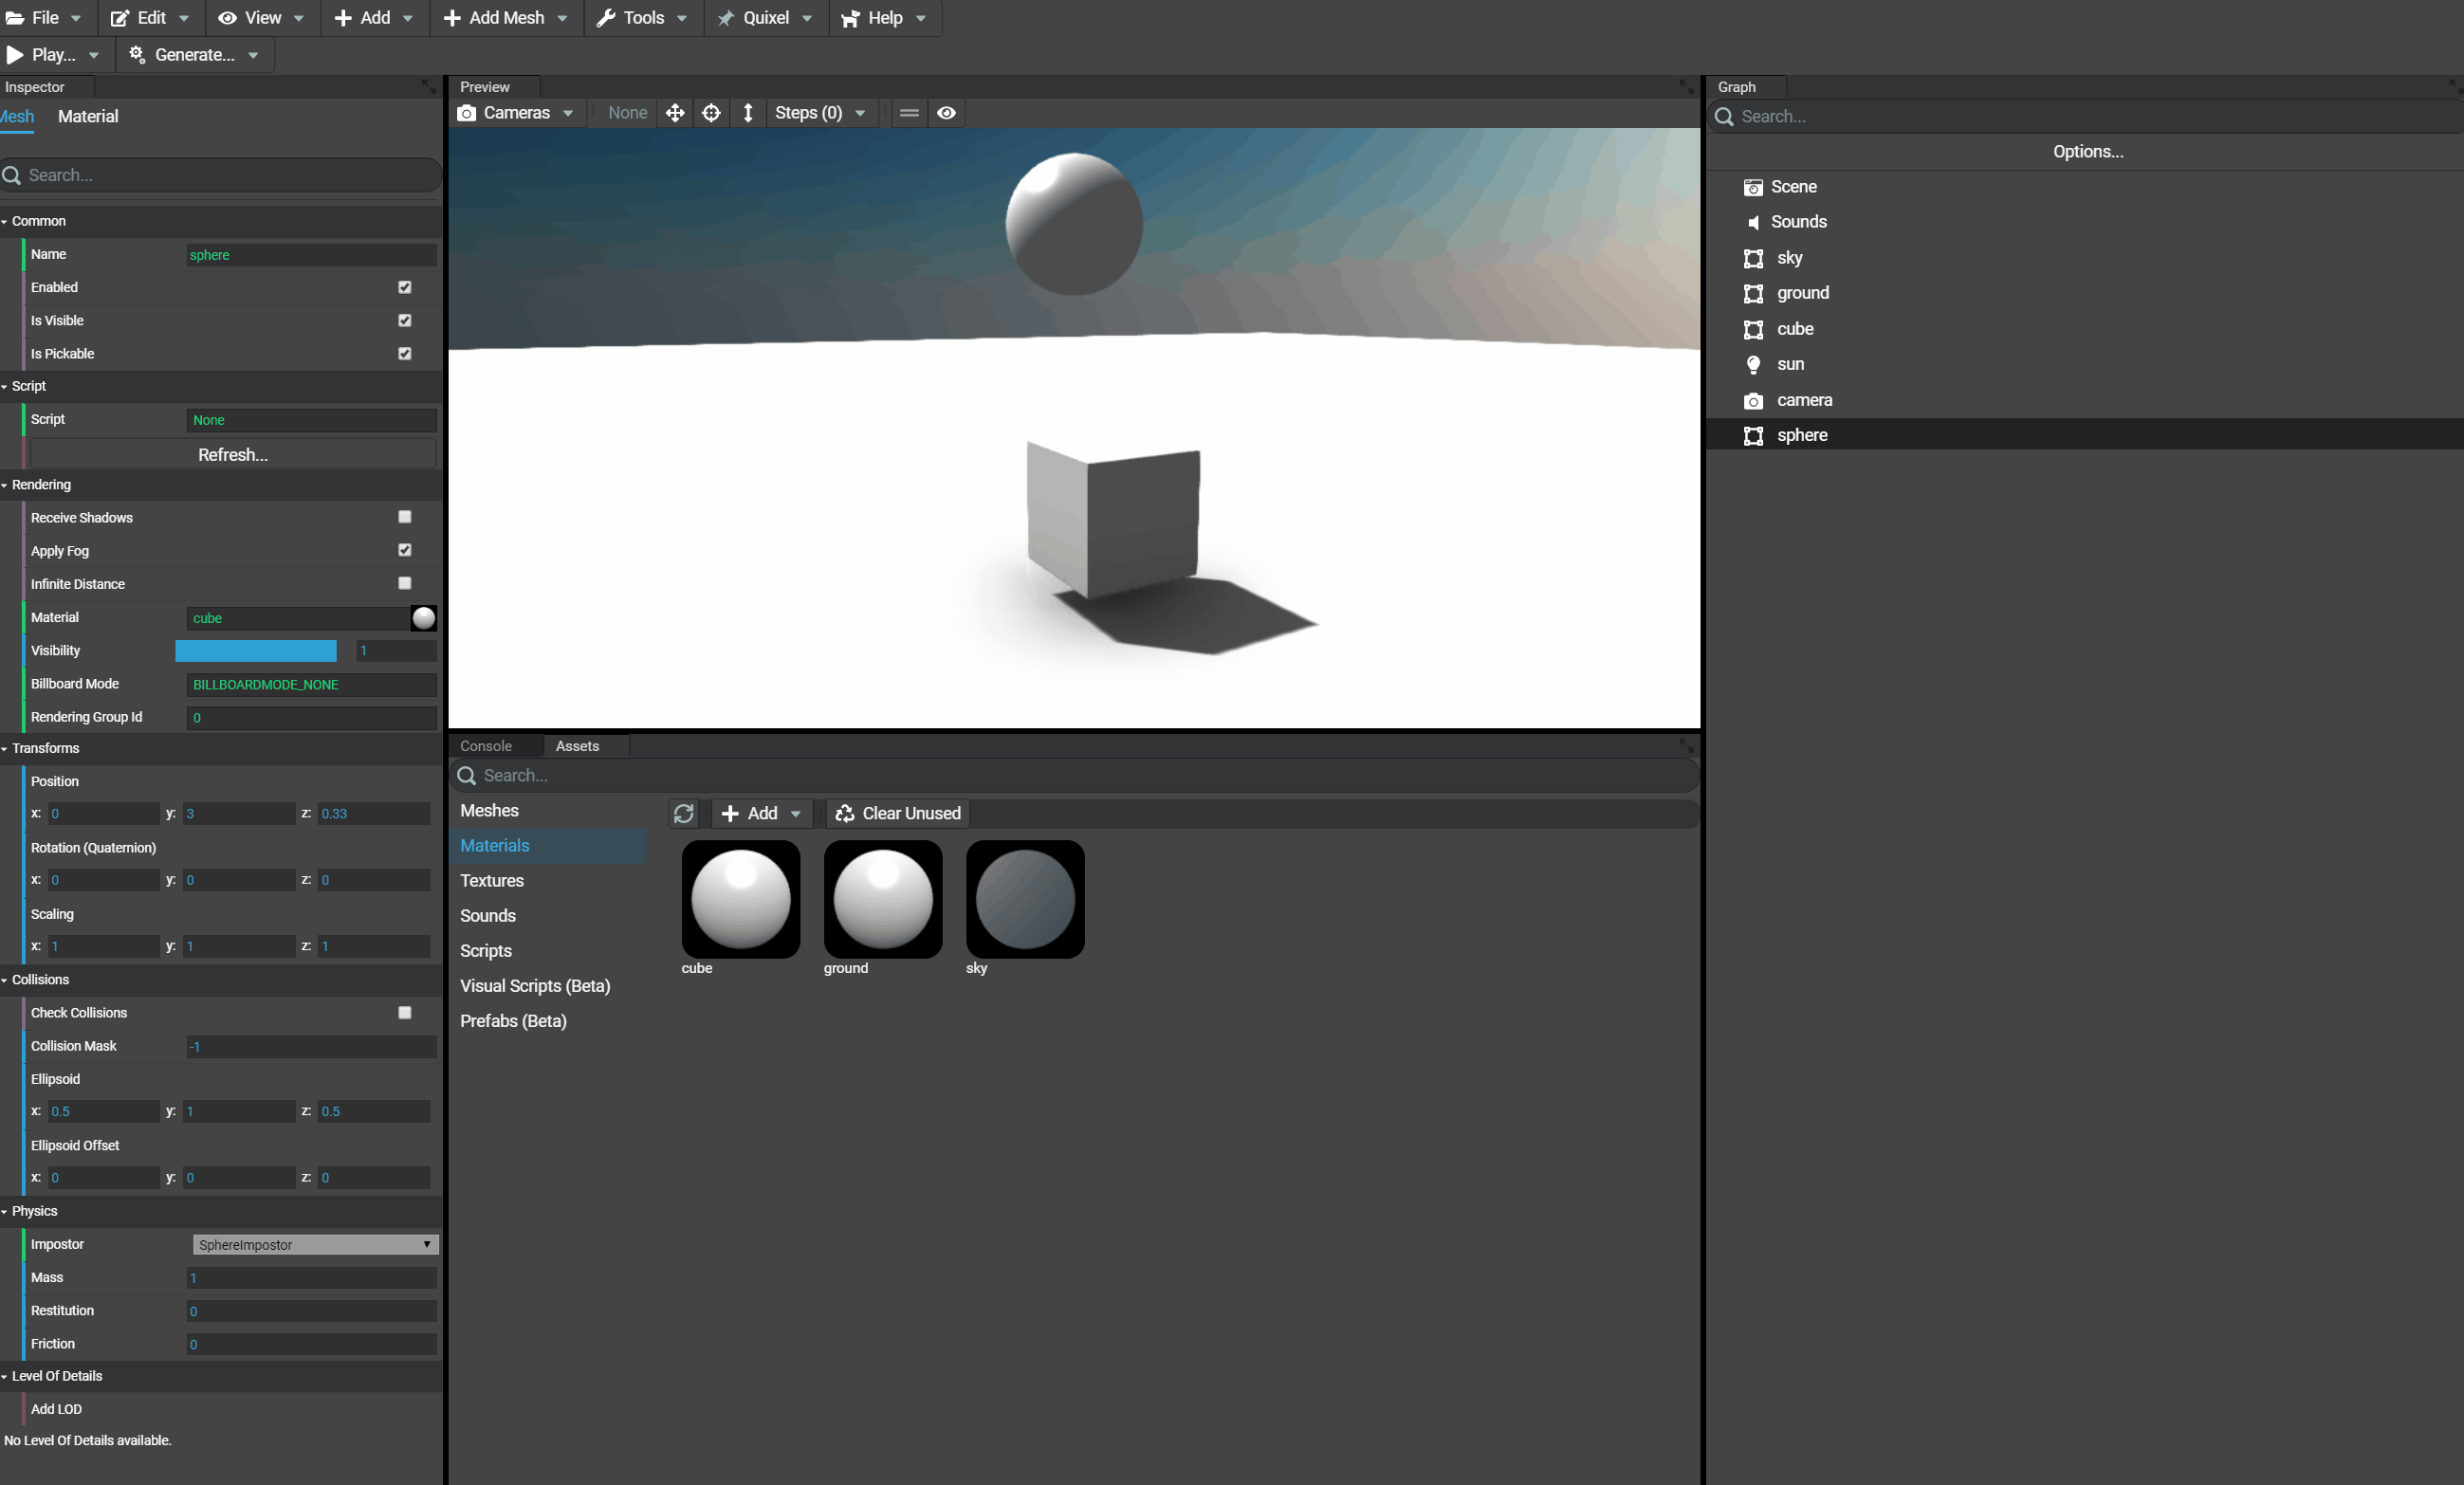 File Edit View Add Add Mesh Tools Quixel Help
Play... Generate...
Inspector
Mesh Material
Search...
Common
Name sphere
Enabled
Is Visible
Is Pickable
Script
Script None
Refresh...
Rendering
Receive Shadows
Apply Fog
Infinite Distance
Material cube
Visibility 1
Billboard Mode BILLBOARDMODE_NONE
Rendering Group Id 0
Transforms
Position
x: 0 y: 3 z: 0.33
Rotation (Quaternion)
x: 0 y: 0 z: 0
Scaling
x: 1 y: 1 z: 1
Collisions
Check Collisions
Collision Mask -1
Ellipsoid
x: 0.5 y: 1 z: 0.5
Ellipsoid Offset
x: 0 y: 0 z: 0
Physics
Impostor SphereImpostor
Mass 1
Restitution 0
Friction 0
Level Of Details
Add LOD
No Level Of Details available.
Preview
Cameras None Steps (0)
Console Assets
Search...
Meshes
Materials
Textures
Sounds
Scripts
Visual Scripts (Beta)
Prefabs (Beta)
Add Clear Unused
cube ground sky
Graph
Search...
Options...
Scene
Sounds
sky
ground
cube
sun
camera
sphere